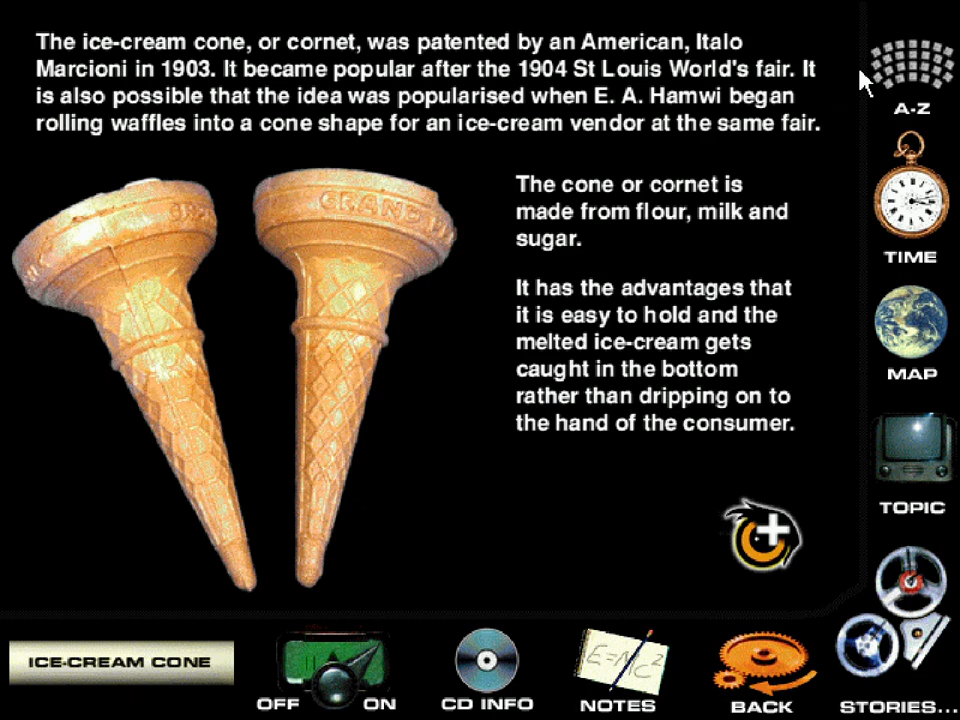 The ice-cream cone, or cornet, was patented by an American, Italo
Marcioni in 1903. It became popular after the 1904 St Louis World's fair. It
is also possible that the idea was popularised when E. A. Hamwi began
rolling waffles into a cone shape for an ice-cream vendor at the same fair.
The cone or cornet is
made from flour, milk and
sugar.
It has the advantages that
it is easy to hold and the
melted ice-cream gets
caught in the bottom
rather than dripping on to
the hand of the consumer.
GRAND
A-Z
TIME
MAP
TOPIC
ICE-CREAM CONE
OFF
ON
CD INFO
E=MC²
NOTES
BACK
STORIES...